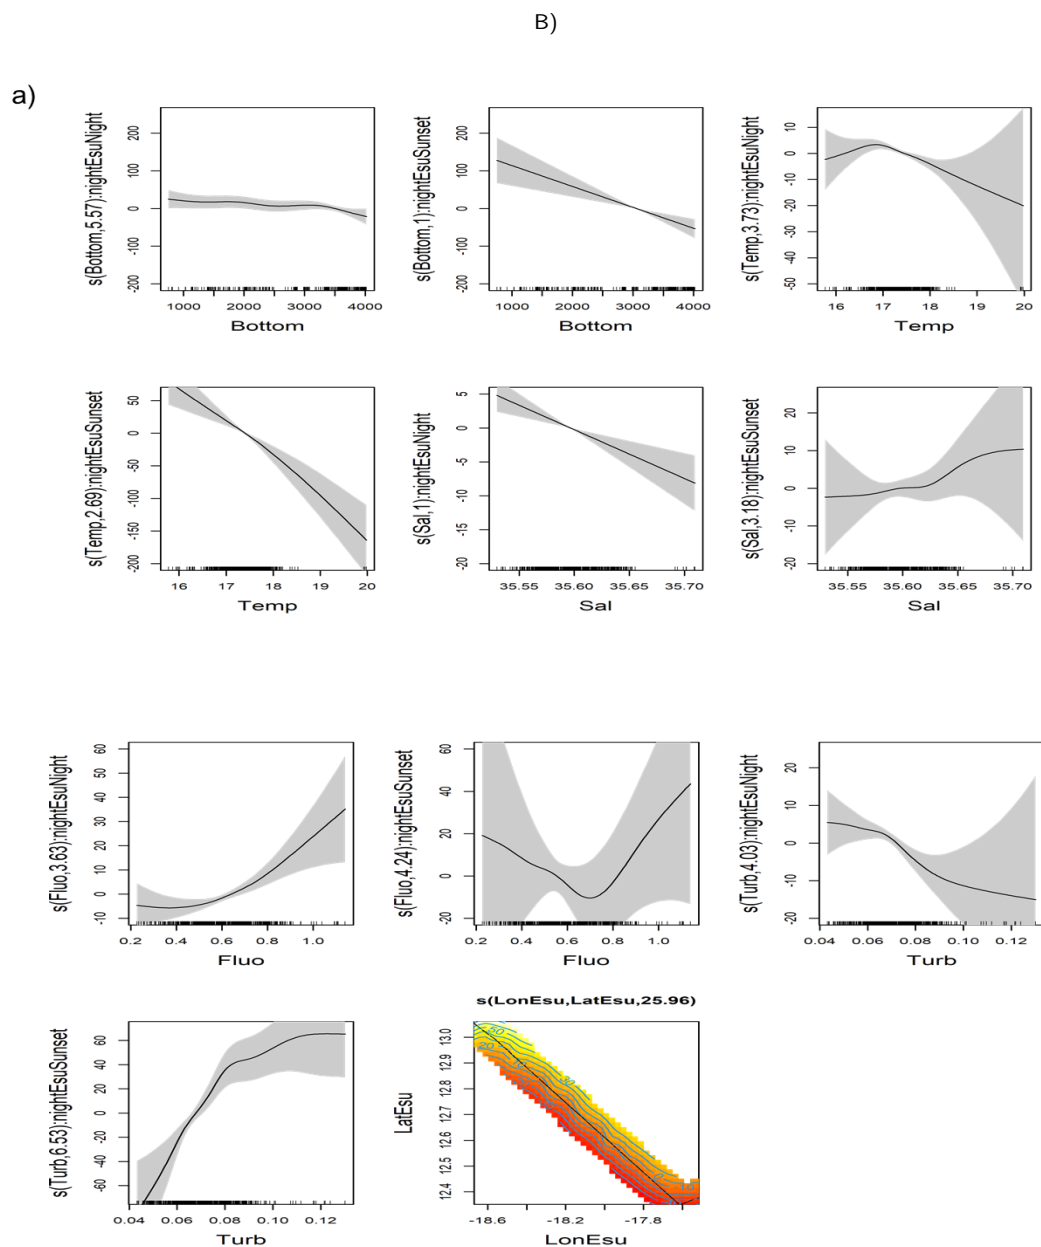 B)
a)
s(Bottom,5.57):nightEsuNight
200
100
0
-100
-200
1000 2000 3000 4000
Bottom
s(Bottom,1):nightEsuSunset
200
100
0
-100
-200
1000 2000 3000 4000
Bottom
s(Temp,3.73):nightEsuNight
10
0
-10
-20
-30
-40
-50
16 17 18 19 20
Temp
s(Temp,2.69):nightEsuSunset
50
0
-50
-100
-150
-200
16 17 18 19 20
Temp
s(Sal,1):nightEsuNight
5
0
-5
-10
-20
35.55 35.60 35.65 35.70
Sal
s(Sal,3.18):nightEsuSunset
20
10
0
-10
-20
35.55 35.60 35.65 35.70
Sal
s(Fluo,3.63):nightEsuNight
60
50
40
30
20
10
0
-10
0.2 0.4 0.6 0.8 1.0
Fluo
s(Fluo,4.24):nightEsuSunset
60
40
20
0
-20
0.2 0.4 0.6 0.8 1.0
Fluo
s(Turb,4.03):nightEsuNight
20
10
0
-10
-20
0.04 0.06 0.08 0.10 0.12
Turb
s(Turb,6.53):nightEsuSunset
60
40
20
0
-20
-40
-60
0.04 0.06 0.08 0.10 0.12
Turb
s(LonEsu,LatEsu,25.96)
LatEsu
13.0
12.9
12.8
12.7
12.6
12.5
12.4
-18.6 -18.2 -17.8
LonEsu